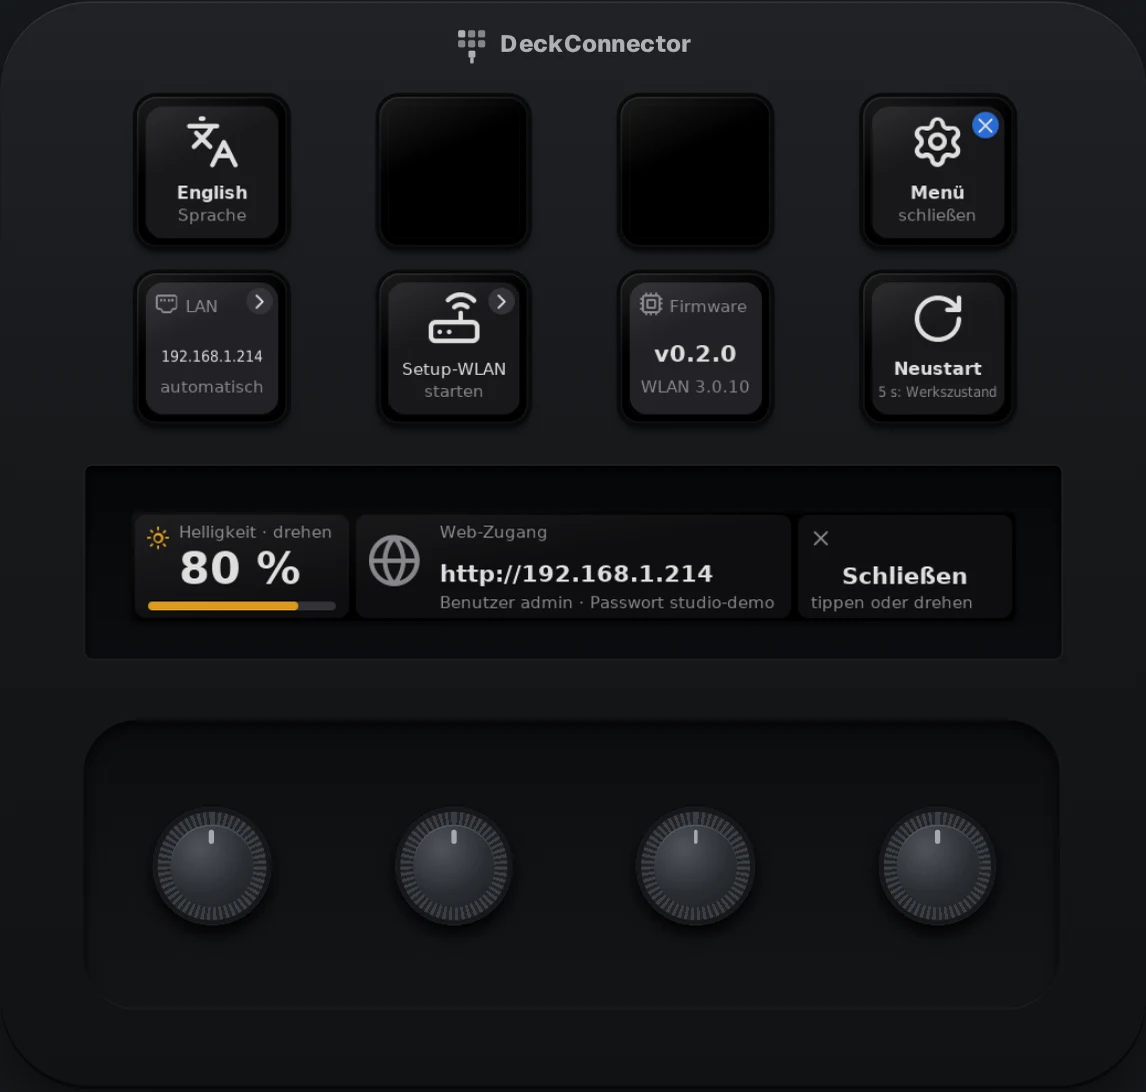 DeckConnector
English
Sprache
Menü
schließen
LAN
192.168.1.214
automatisch
Setup-WLAN
starten
Firmware
v0.2.0
WLAN 3.0.10
Neustart
5 s: Werkszustand
Helligkeit · drehen
80 %
Web-Zugang
http://192.168.1.214
Benutzer admin · Passwort studio-demo
Schließen
tippen oder drehen